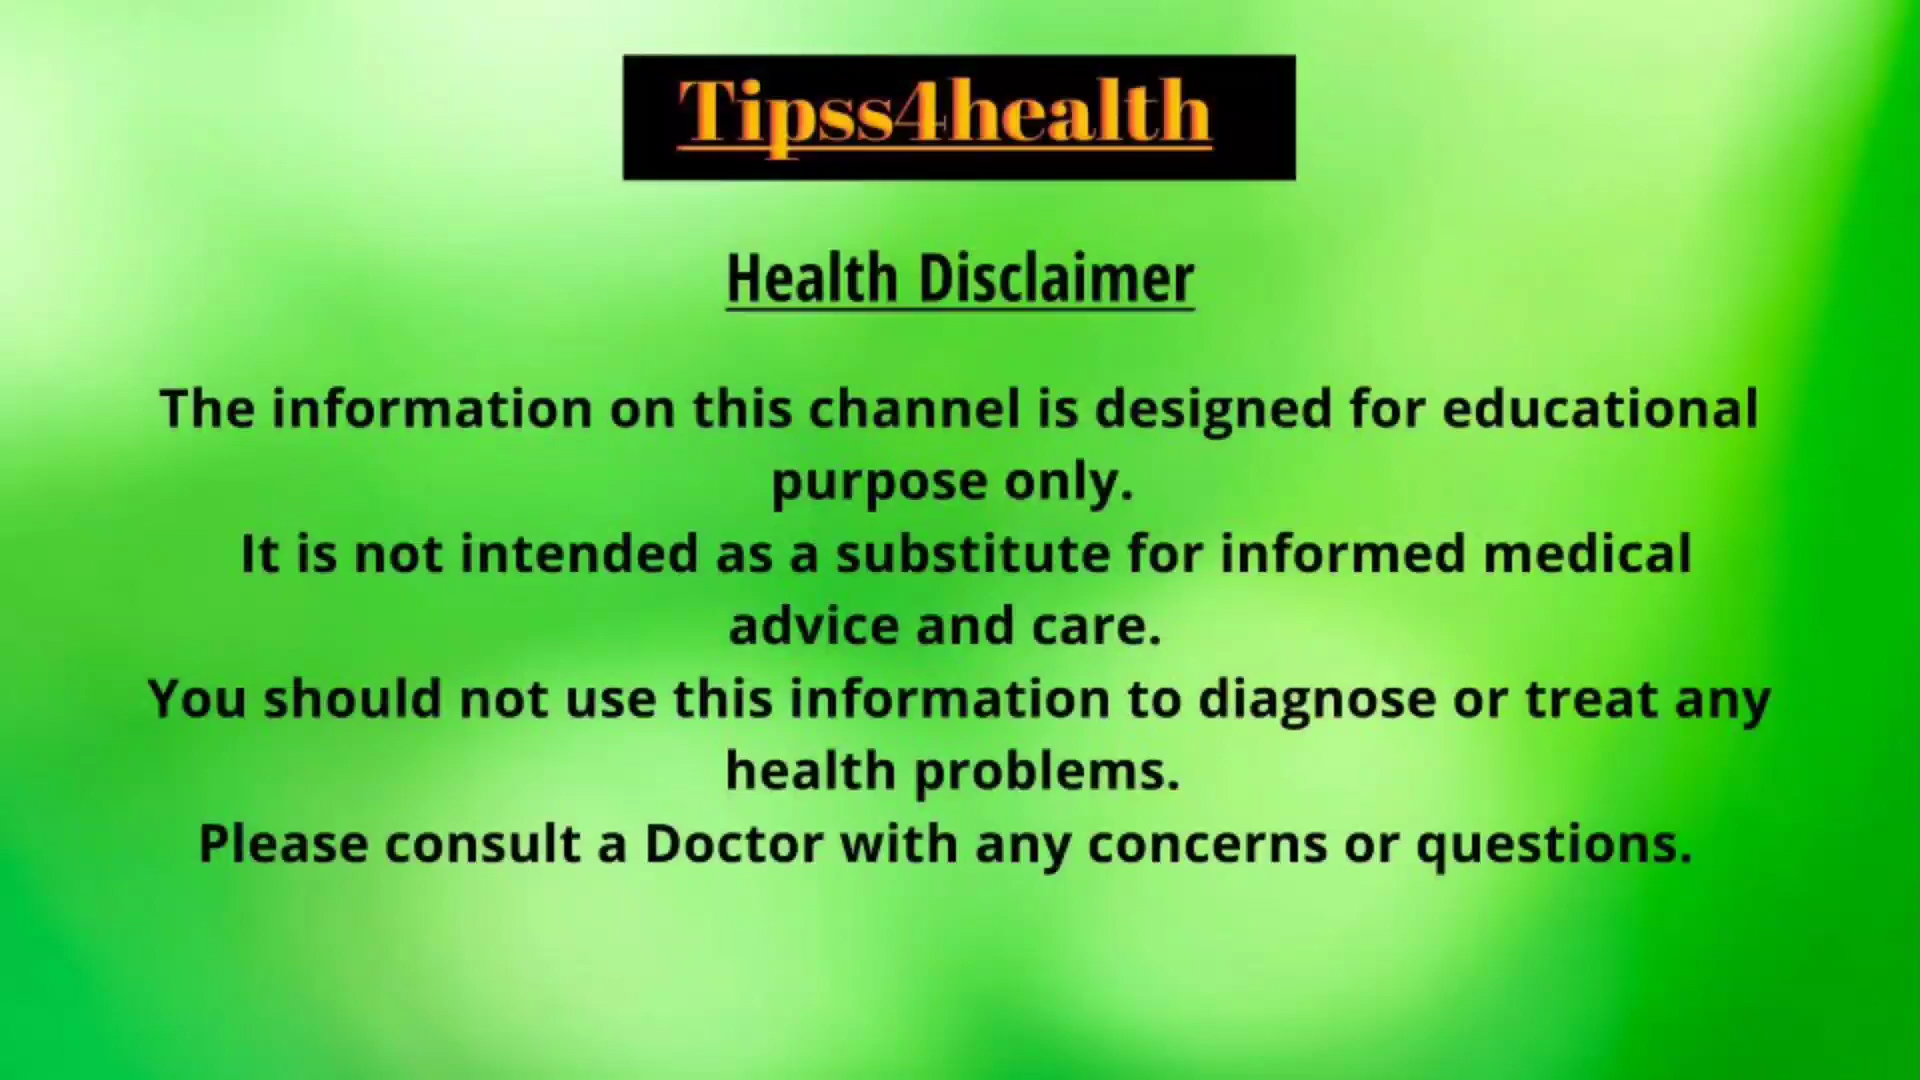 Tipss4health
Health Disclaimer
The information on this channel is designed for educational
purpose only.
It is not intended as a substitute for informed medical
advice and care.
You should not use this information to diagnose or treat any
health problems.
Please consult a Doctor with any concerns or questions.